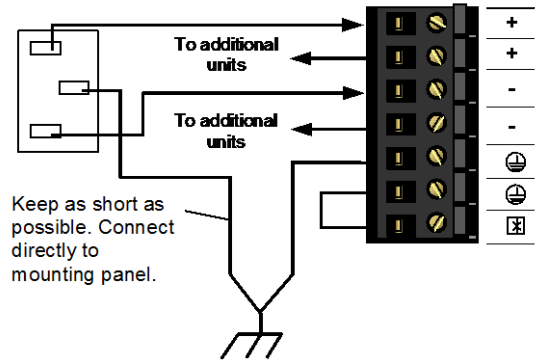 +
To additional
units
+
-
To additional
units
-
Keep as short as
possible. Connect
directly to
mounting panel.